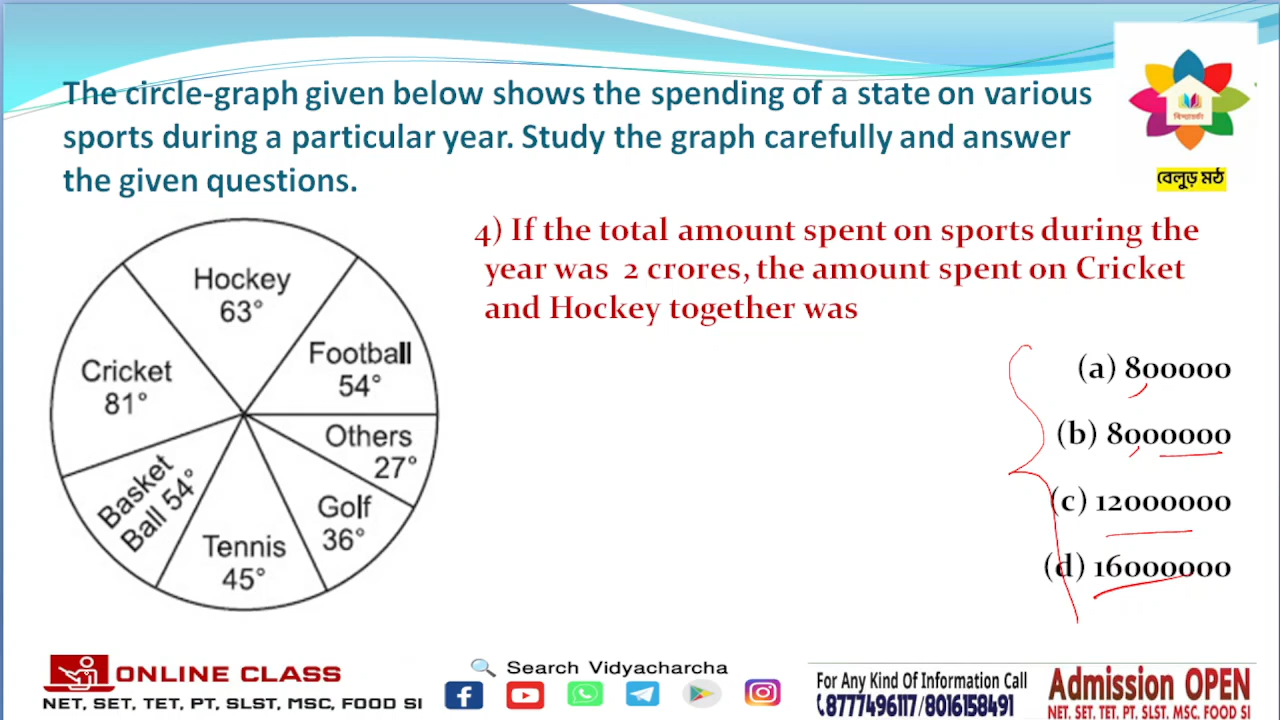 The circle-graph given below shows the spending of a state on various
sports during a particular year. Study the graph carefully and answer
the given questions.
বেলুড় মঠ
4) If the total amount spent on sports during the
year was 2 crores, the amount spent on Cricket
and Hockey together was
Hockey
63°
Football
54°
Cricket
81°
Others
27°
Basket
Ball 54°
Golf
36°
Tennis
45°
(a) 800000
(b) 8000000
(c) 12000000
(d) 16000000
ONLINE CLASS
NET, SET, TET, PT, SLST, MSC, FOOD SI
Search Vidyacharcha
For Any Kind Of Information Call
8777496117/8016158491
Admission OPEN
NET, SET, TET, PT, SLST, MSC, FOOD SI